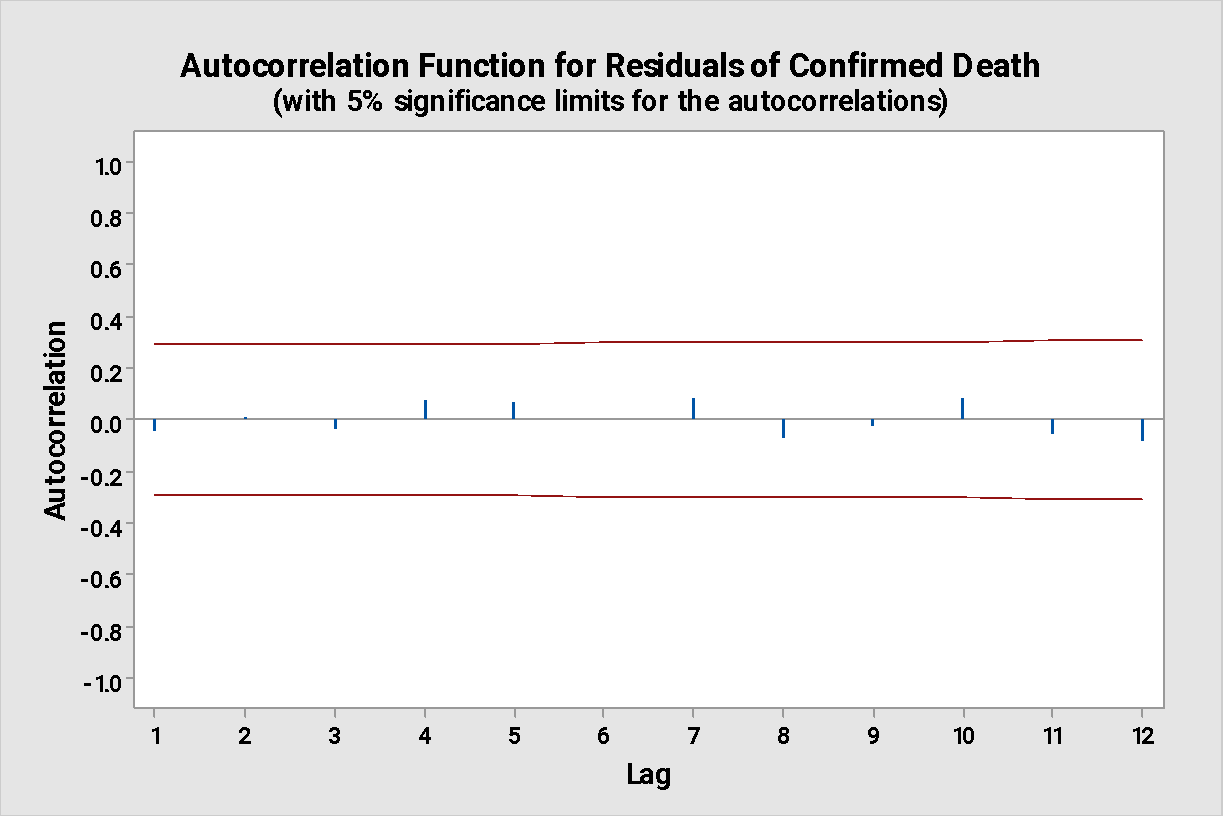 Autocorrelation Function for Residuals of Confirmed Death
(with 5% significance limits for the autocorrelations)
1.0
0.8
0.6
0.4
0.2
0.0
-0.2
-0.4
-0.6
-0.8
-1.0
Autocorrelation
1 2 3 4 5 6 7 8 9 10 11 12
Lag